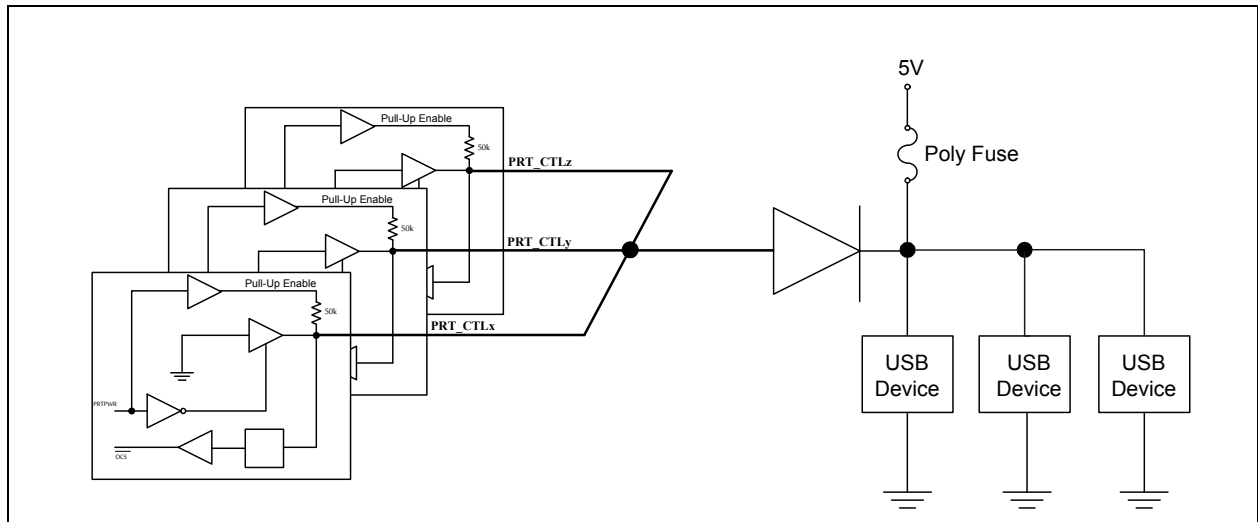 5V
Poly Fuse
Pull-Up Enable
50k
PRT_CTLz
Pull-Up Enable
50k
PRT_CTLy
Pull-Up Enable
50k
PRT_CTLx
PRTPWR
OCS
USB
Device
USB
Device
USB
Device